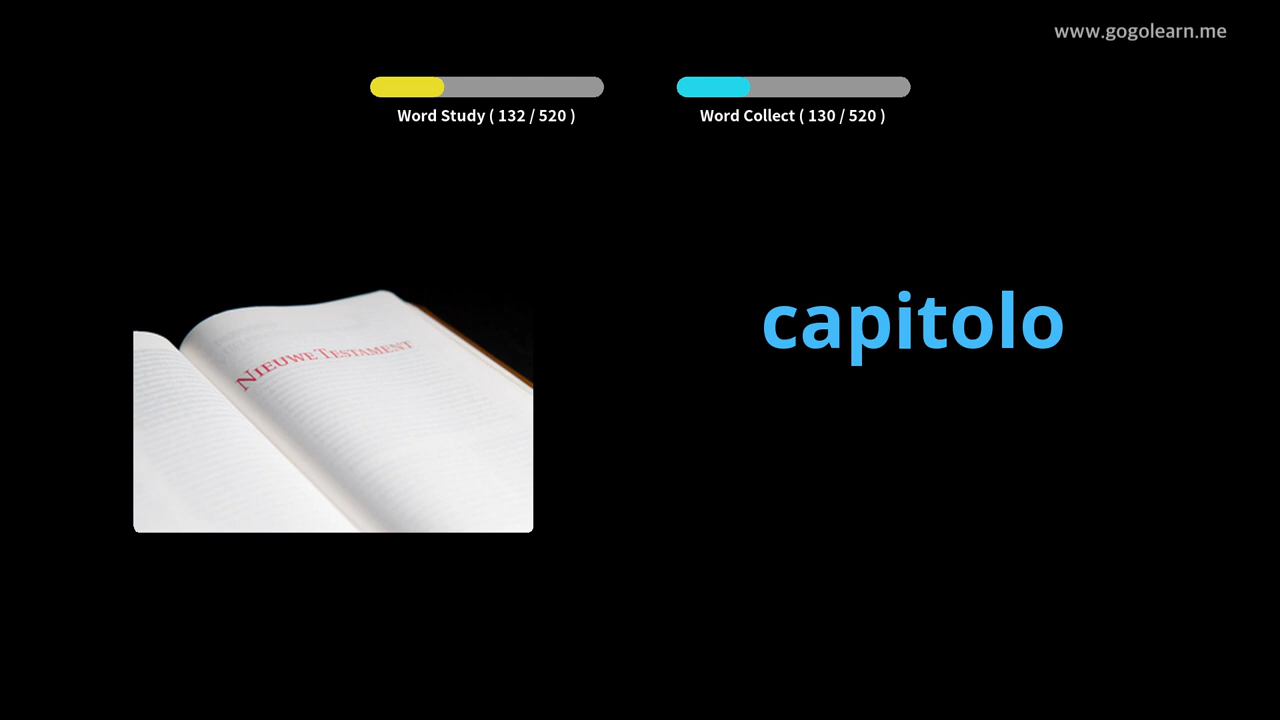 www.gogolearn.me
Word Study ( 132 / 520 )
Word Collect ( 130 / 520 )
NIEUWE TESTAMENT
capitolo